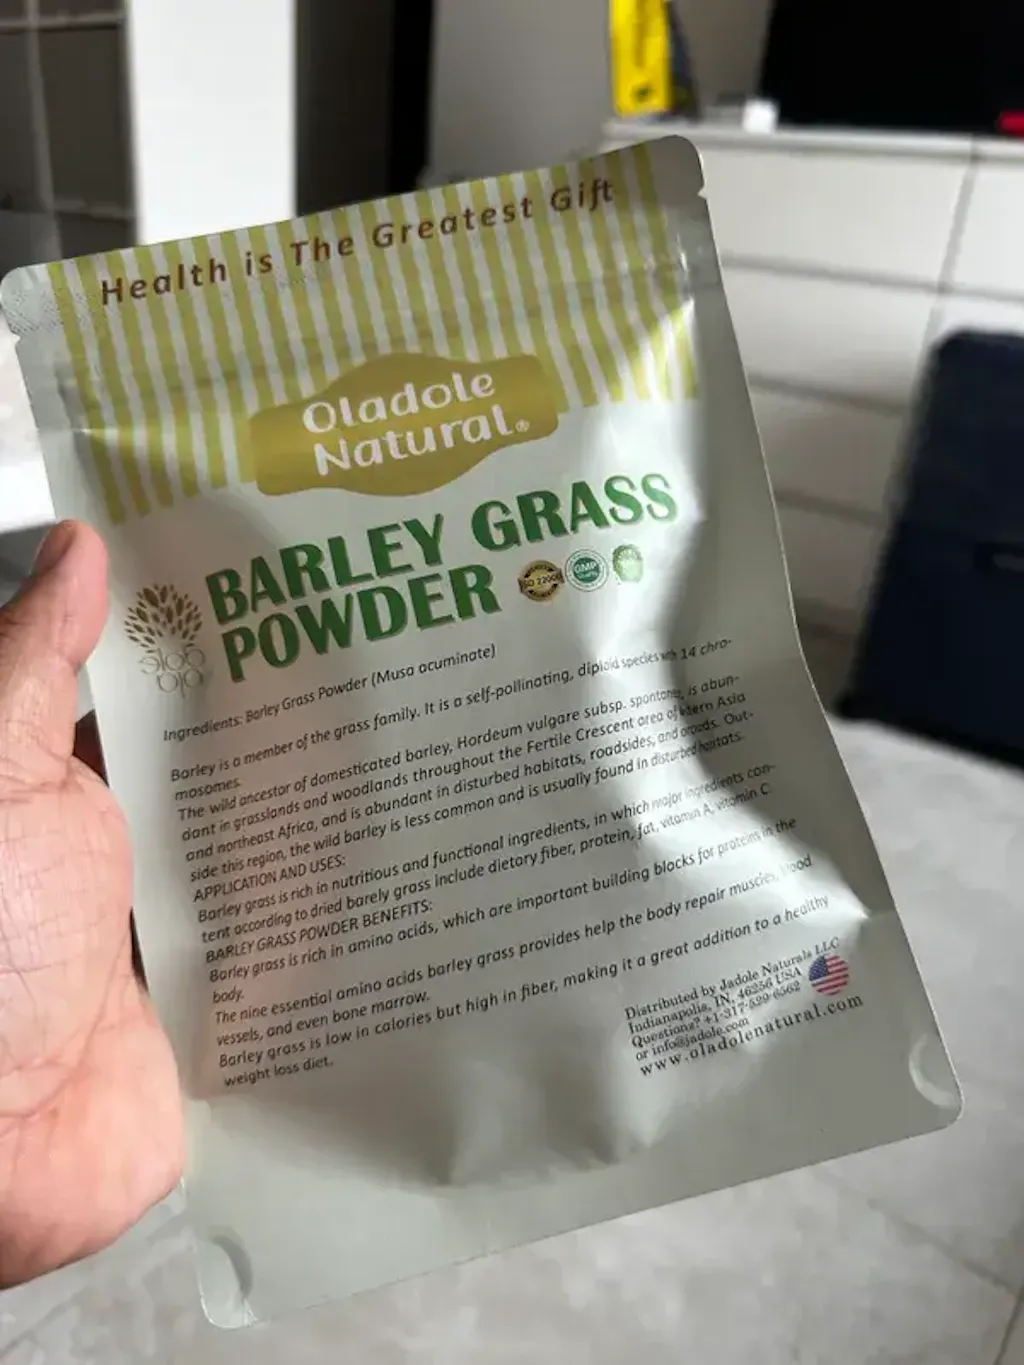 Health is The Greatest Gift
Oladole
Natural®
BARLEY GRASS
POWDER
ISO 22000
GMP
Ingredients: Barley Grass Powder (Musa acuminate)
Barley is a member of the grass family. It is a self-pollinating, diploid species with 14 chro-
mosomes.
The wild ancestor of domesticated barley, Hordeum vulgare subsp. spontanea, is abun-
dant in grasslands and woodlands throughout the Fertile Crescent area of Western Asia
and northeast Africa, and is abundant in disturbed habitats, roadsides, and orchards. Out-
side this region, the wild barley is less common and is usually found in disturbed habitats.
APPLICATION AND USES:
Barley grass is rich in nutritious and functional ingredients, in which major ingredients con-
tent according to dried barely grass include dietary fiber, protein, fat, vitamin A, vitamin C.
BARLEY GRASS POWDER BENEFITS:
Barley grass is rich in amino acids, which are important building blocks for proteins in the
body.
The nine essential amino acids barley grass provides help the body repair muscles, blood
vessels, and even bone marrow.
Barley grass is low in calories but high in fiber, making it a great addition to a healthy
weight loss diet.
Distributed by Jadole Naturals LLC
Indianapolis, IN, 46256 USA
Questions? +1-317-529-6562
or info@jadole.com
www.oladolenatural.com